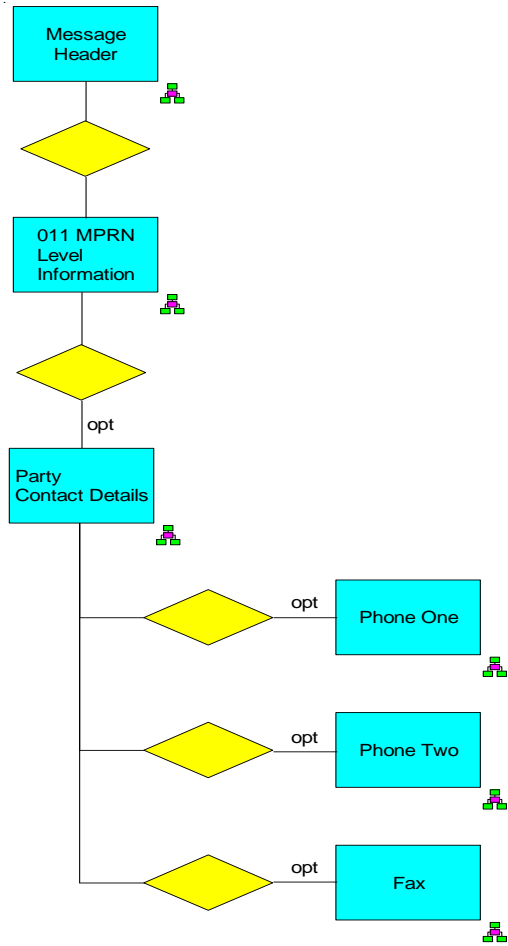 Message
Header
011 MPRN
Level
Information
opt
Party
Contact Details
opt
Phone One
opt
Phone Two
opt
Fax